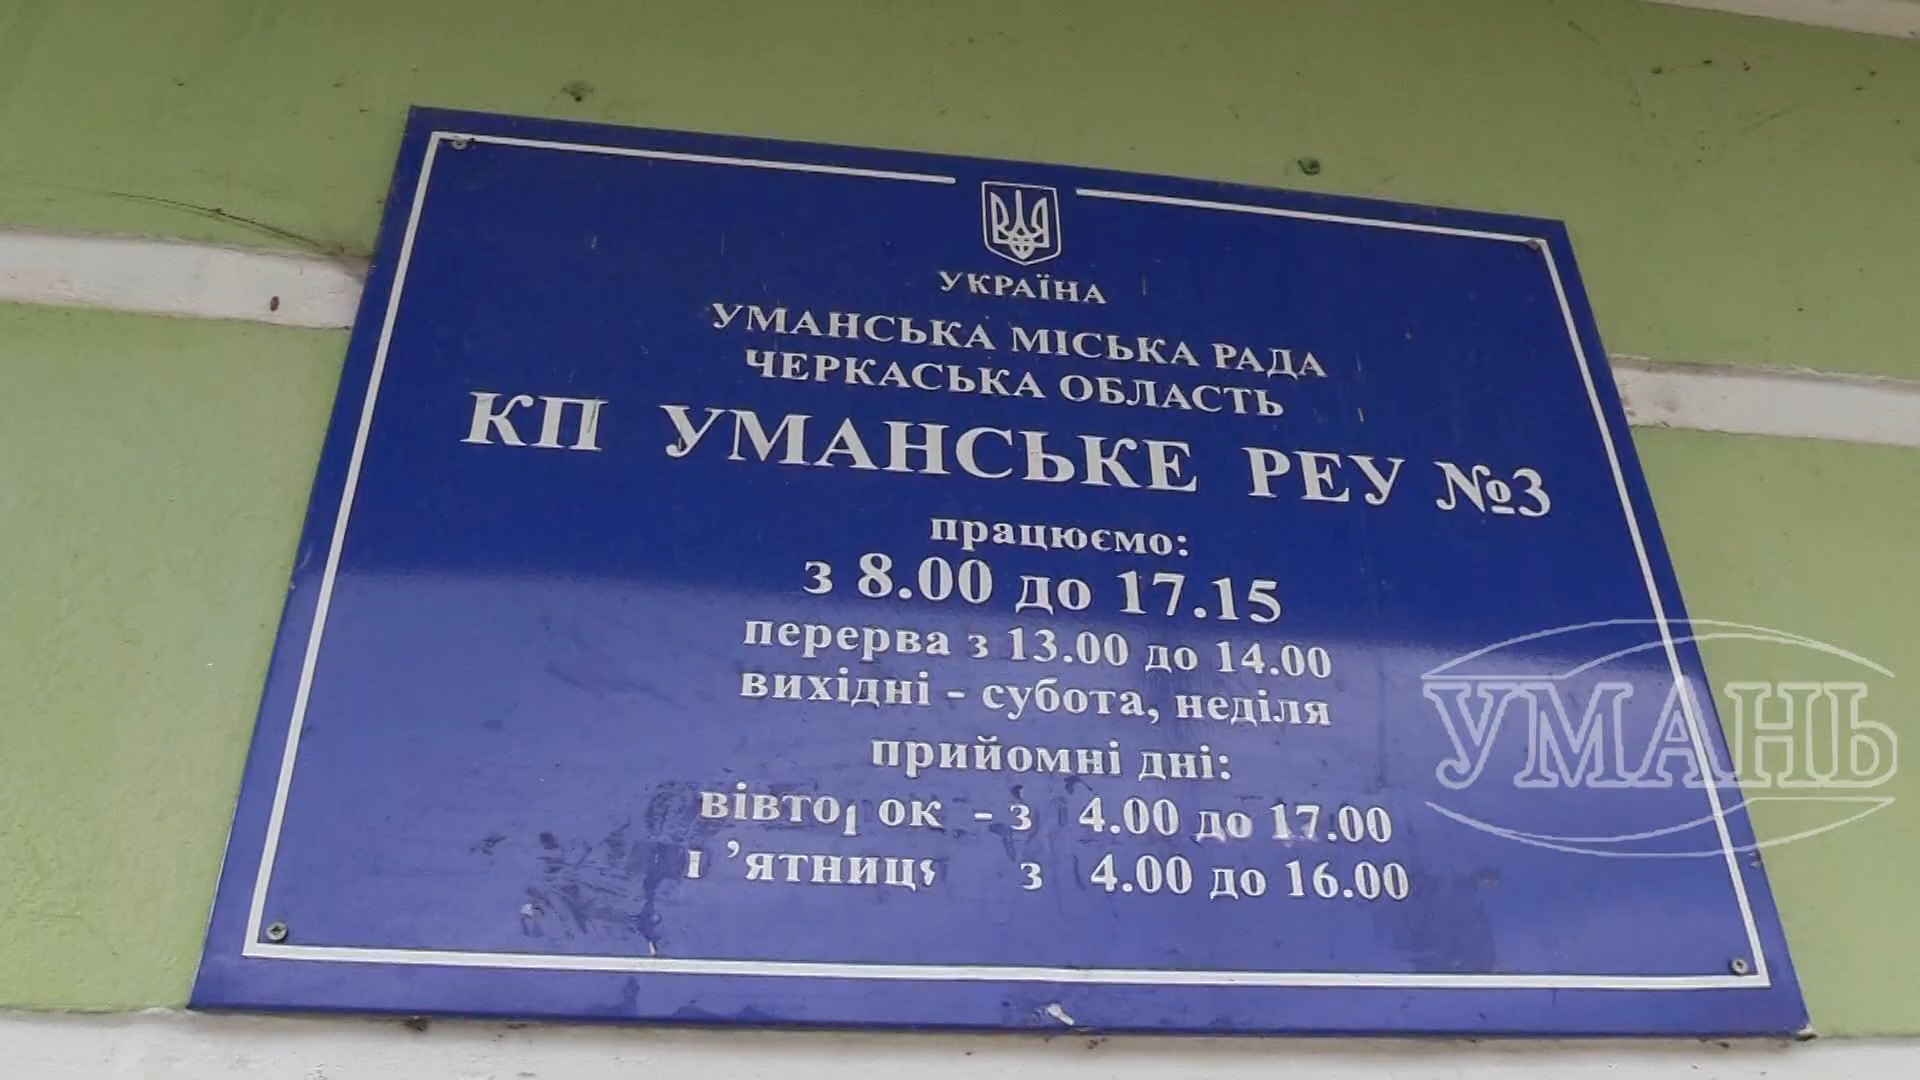 УКРАЇНА
УМАНСЬКА МІСЬКА РАДА
ЧЕРКАСЬКА ОБЛАСТЬ
КП УМАНСЬКЕ РЕУ №3
працюємо:
з 8.00 до 17.15
перерва з 13.00 до 14.00
вихідні - субота, неділя
прийомні дні:
вівторок - з 4.00 до 17.00
з 4.00 до 16.00
УМАНЬ